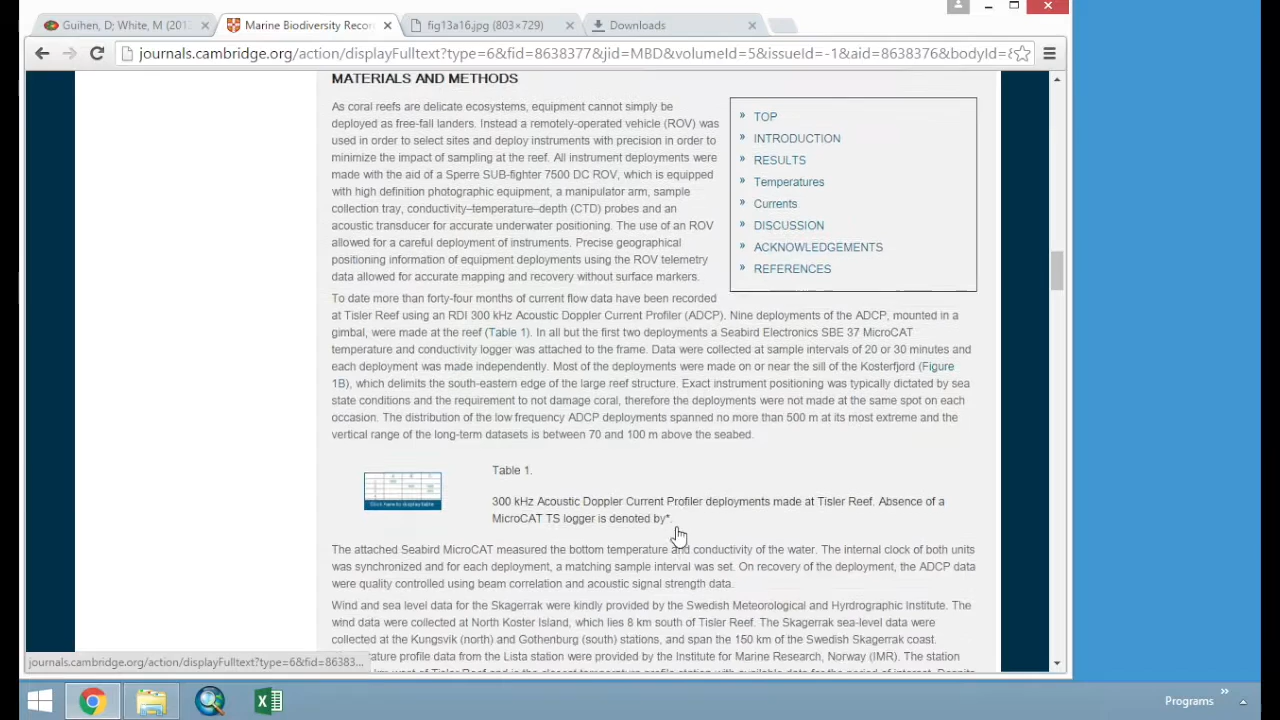 Guihen, D; White, M (201
Marine Biodiversity Recor
fig13a16.jpg (803×729)
Downloads
journals.cambridge.org/action/displayFulltext?type=6&fid=8638377&jid=MBD&volumeId=5&issueId=-1&aid=8638376&bodyId=8
MATERIALS AND METHODS
As coral reefs are delicate ecosystems, equipment cannot simply be
deployed as free-fall landers. Instead a remotely-operated vehicle (ROV) was
used in order to select sites and deploy instruments with precision in order to
minimize the impact of sampling at the reef. All instrument deployments were
made with the aid of a Sperre SUB-fighter 7500 DC ROV, which is equipped
with high definition photographic equipment, a manipulator arm, sample
collection tray, conductivity–temperature–depth (CTD) probes and an
acoustic transducer for accurate underwater positioning. The use of an ROV
allowed for a careful deployment of instruments. Precise geographical
positioning information of equipment deployments using the ROV telemetry
data allowed for accurate mapping and recovery without surface markers.
» TOP
» INTRODUCTION
» RESULTS
» Temperatures
» Currents
» DISCUSSION
» ACKNOWLEDGEMENTS
» REFERENCES
To date more than forty-four months of current flow data have been recorded
at Tisler Reef using an RDI 300 kHz Acoustic Doppler Current Profiler (ADCP). Nine deployments of the ADCP, mounted in a
gimbal, were made at the reef (Table 1). In all but the first two deployments a Seabird Electronics SBE 37 MicroCAT
temperature and conductivity logger was attached to the frame. Data were collected at sample intervals of 20 or 30 minutes and
each deployment was made independently. Most of the deployments were made on or near the sill of the Kosterfjord (Figure
1B), which delimits the south-eastern edge of the large reef structure. Exact instrument positioning was typically dictated by sea
state conditions and the requirement to not damage coral, therefore the deployments were not made at the same spot on each
occasion. The distribution of the low frequency ADCP deployments spanned no more than 500 m at its most extreme and the
vertical range of the long-term datasets is between 70 and 100 m above the seabed.
Click here to display table
Table 1.
300 kHz Acoustic Doppler Current Profiler deployments made at Tisler Reef. Absence of a
MicroCAT TS logger is denoted by*.
The attached Seabird MicroCAT measured the bottom temperature and conductivity of the water. The internal clock of both units
was synchronized and for each deployment, a matching sample interval was set. On recovery of the deployment, the ADCP data
were quality controlled using beam correlation and acoustic signal strength data.
Wind and sea level data for the Skagerrak were kindly provided by the Swedish Meteorological and Hyrdrographic Institute. The
wind data were collected at North Koster Island, which lies 8 km south of Tisler Reef. The Skagerrak sea-level data were
collected at the Kungsvik (north) and Gothenburg (south) stations, and span the 150 km of the Swedish Skagerrak coast.
ature profile data from the Lista station were provided by the Institute for Marine Research, Norway (IMR). The station
journals.cambridge.org/action/displayFulltext?type=6&fid=86383...
Programs